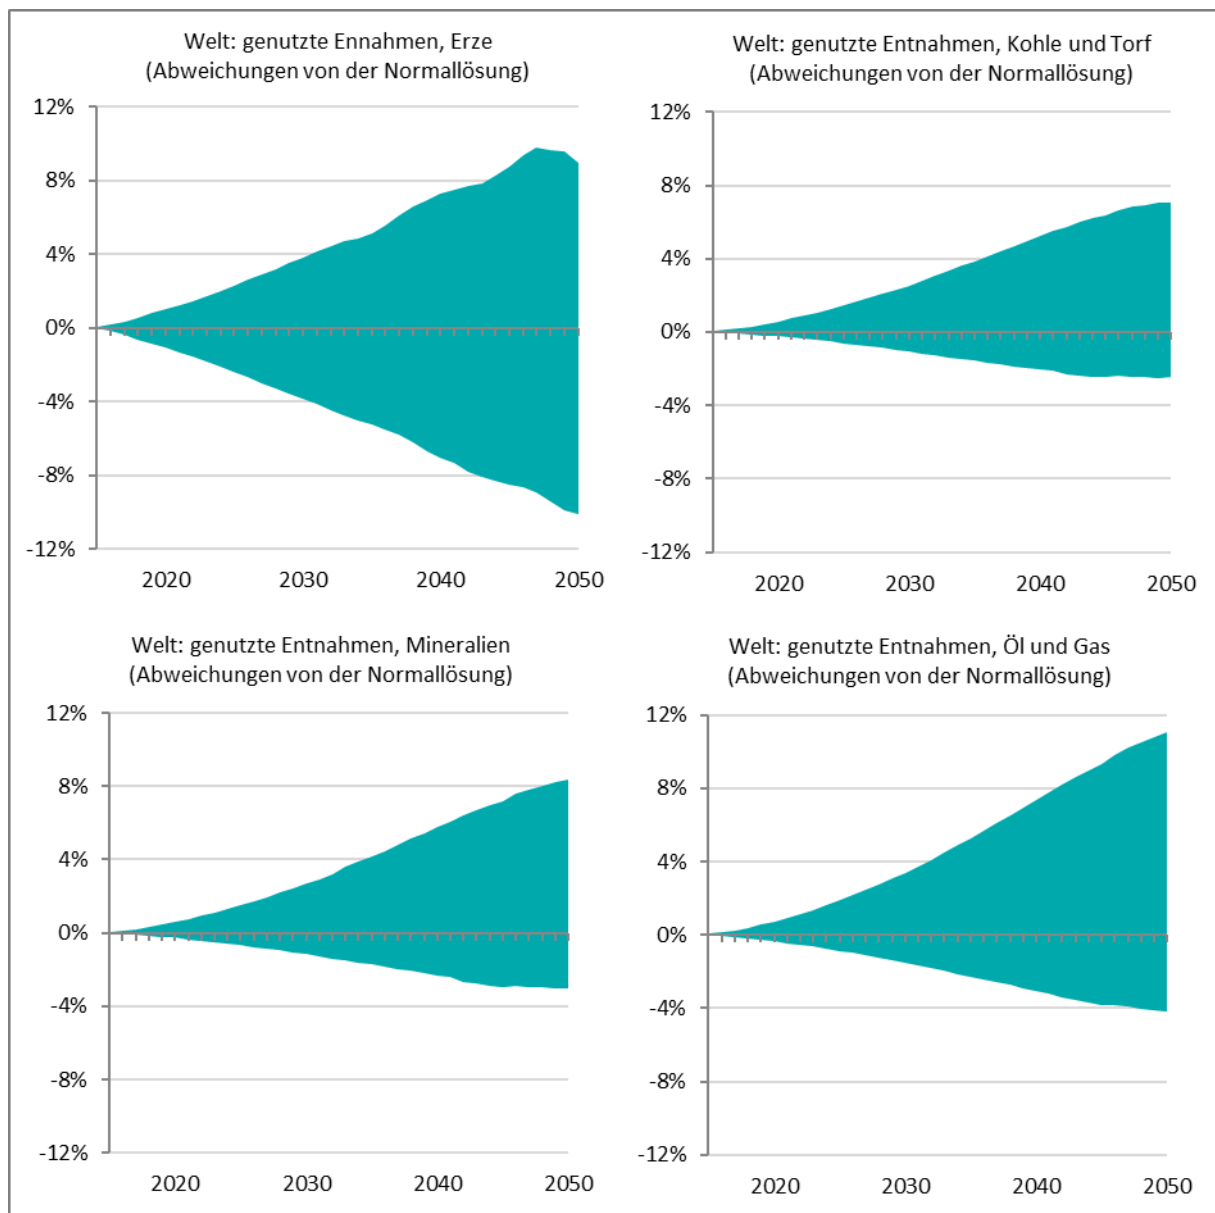 Welt: genutzte Ennahmen, Erze
(Abweichungen von der Normallösung)
12%
8%
4%
0%
-4%
-8%
-12%
2020 2030 2040 2050
Welt: genutzte Entnahmen, Kohle und Torf
(Abweichungen von der Normallösung)
12%
8%
4%
0%
-4%
-8%
-12%
2020 2030 2040 2050
Welt: genutzte Entnahmen, Mineralien
(Abweichungen von der Normallösung)
12%
8%
4%
0%
-4%
-8%
-12%
2020 2030 2040 2050
Welt: genutzte Entnahmen, Öl und Gas
(Abweichungen von der Normallösung)
12%
8%
4%
0%
-4%
-8%
-12%
2020 2030 2040 2050